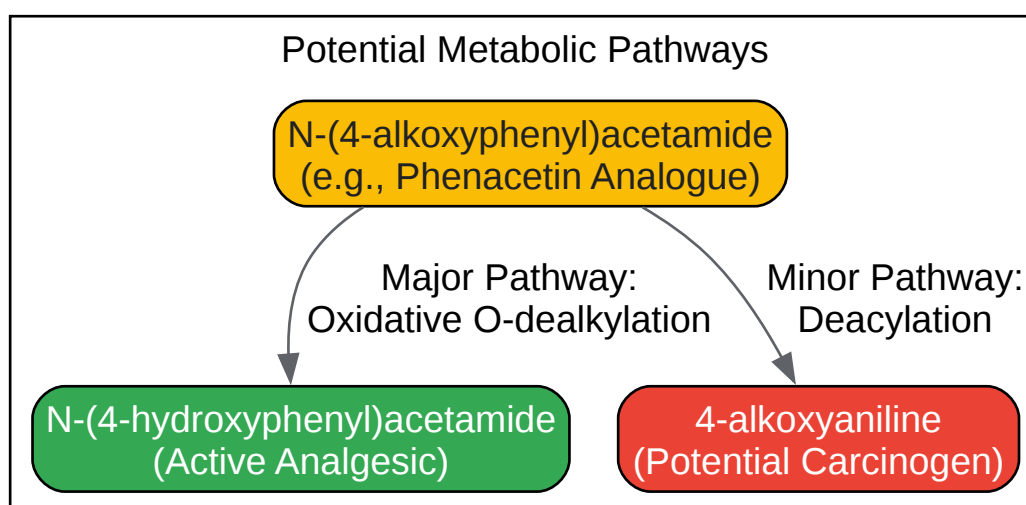 Potential Metabolic Pathways
N-(4-alkoxyphenyl)acetamide
(e.g., Phenacetin Analogue)
Major Pathway:
Oxidative O-dealkylation
Minor Pathway:
Deacylation
N-(4-hydroxyphenyl)acetamide
(Active Analgesic)
4-alkoxyaniline
(Potential Carcinogen)